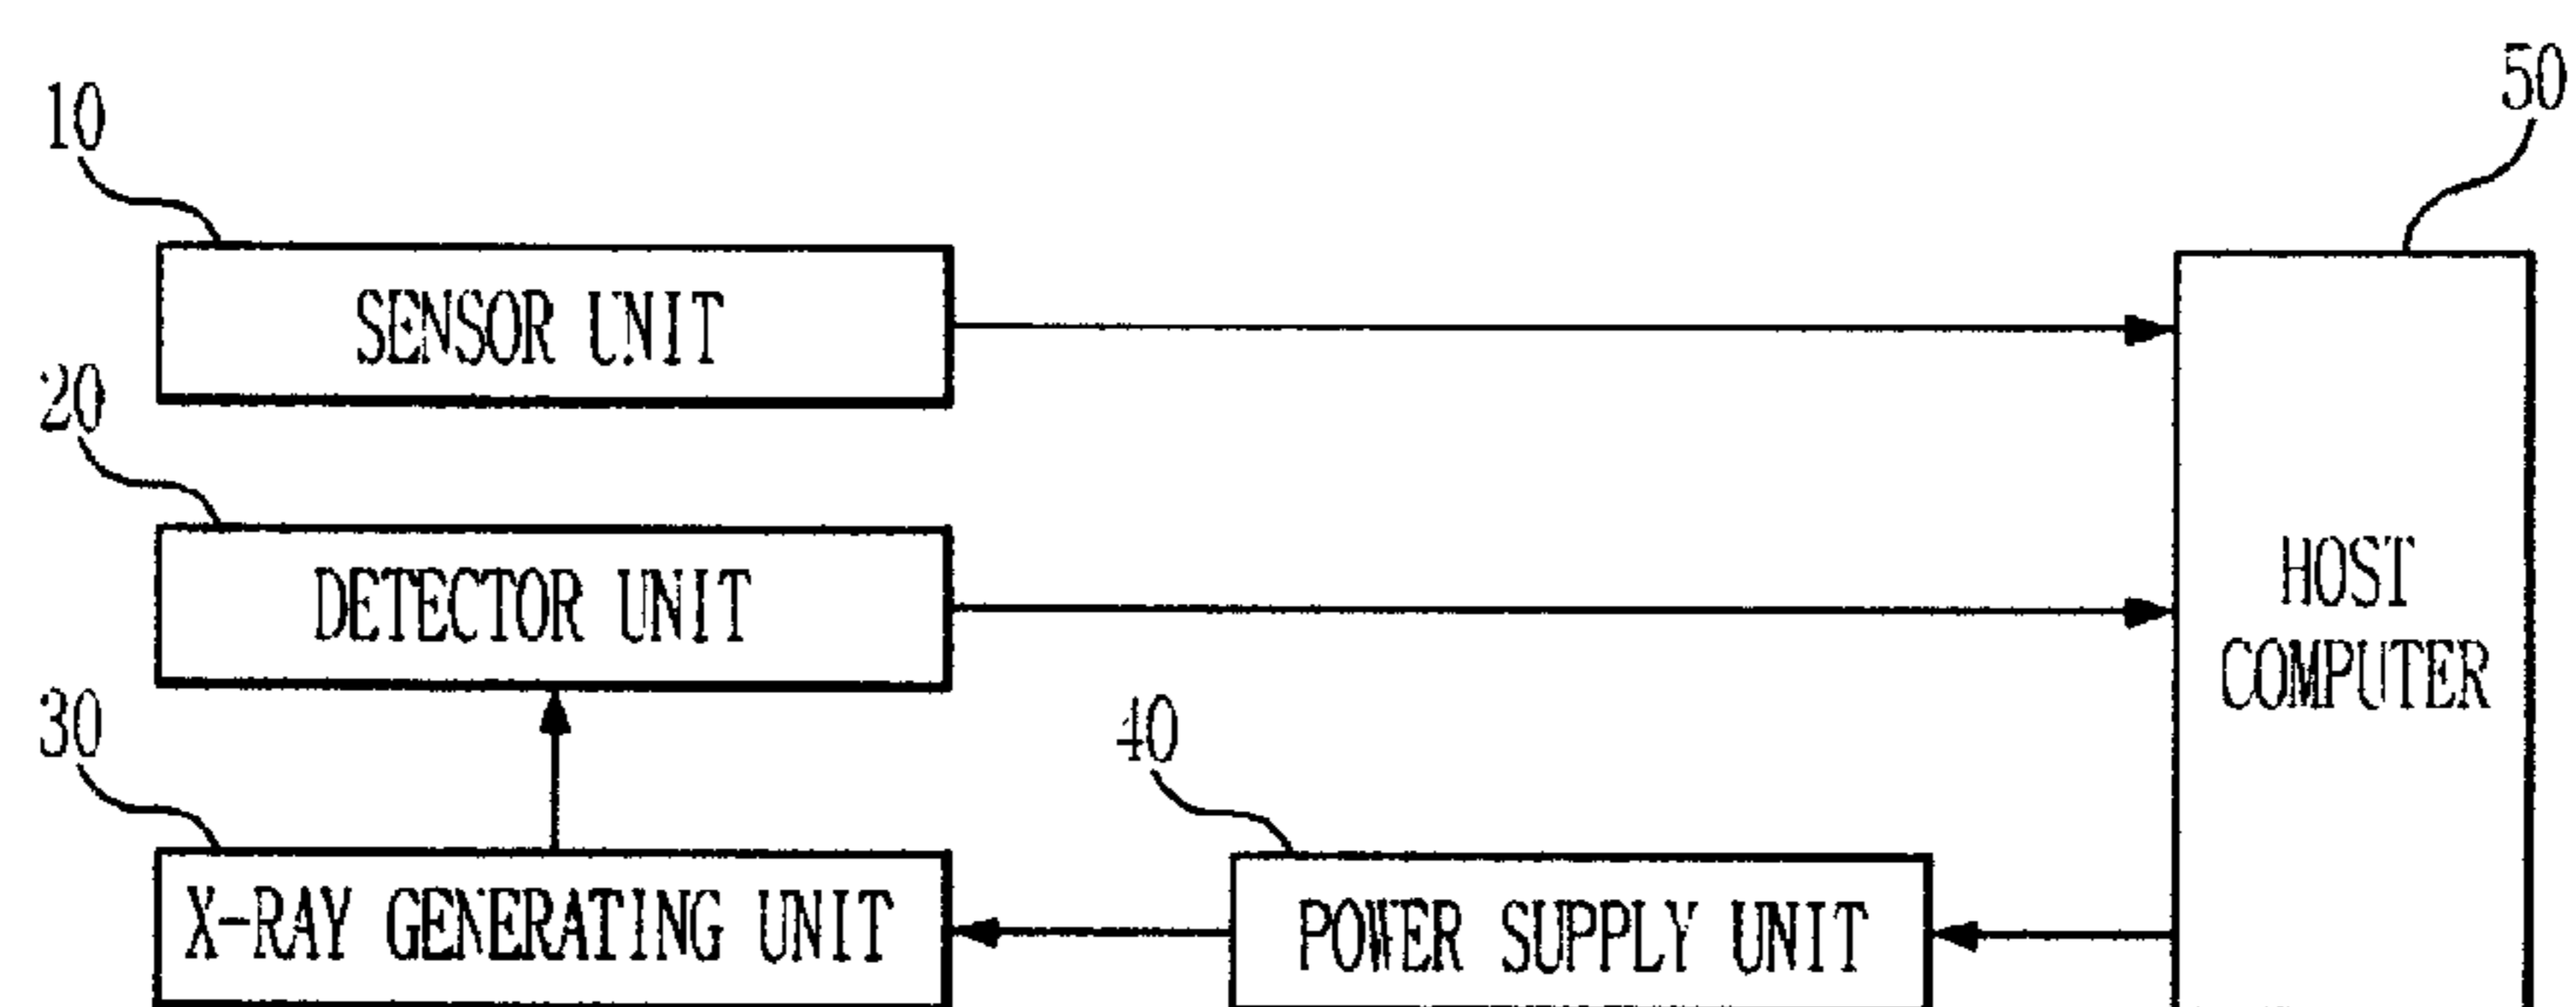 10
50
SENSOR UNIT
20
DETECTOR UNIT
HOST
COMPUTER
30
40
X-RAY GENERATING UNIT
POWER SUPPLY UNIT